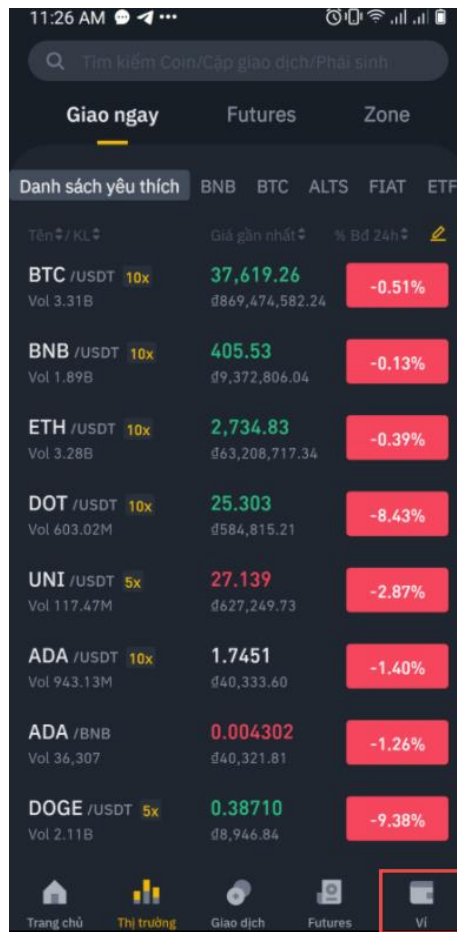 11:26 AM
Tìm kiếm Coin/Cặp giao dịch/Phái sinh
Giao ngay Futures Zone
Danh sách yêu thích BNB BTC ALTS FIAT ETF
Tên / KL Giá gần nhất % Bđ 24h
BTC /USDT 10x 37,619.26 -0.51%
Vol 3.31B đ869,474,582.24
BNB /USDT 10x 405.53 -0.13%
Vol 1.89B đ9,372,806.04
ETH /USDT 10x 2,734.83 -0.39%
Vol 3.28B đ63,208,717.34
DOT /USDT 10x 25.303 -8.43%
Vol 603.02M đ584,815.21
UNI /USDT 5x 27.139 -2.87%
Vol 117.47M đ627,249.73
ADA /USDT 10x 1.7451 -1.40%
Vol 943.13M đ40,333.60
ADA /BNB 0.004302 -1.26%
Vol 36,307 đ40,321.81
DOGE /USDT 5x 0.38710 -9.38%
Vol 2.11B đ8,946.84
Trang chủ Thị trường Giao dịch Futures Ví